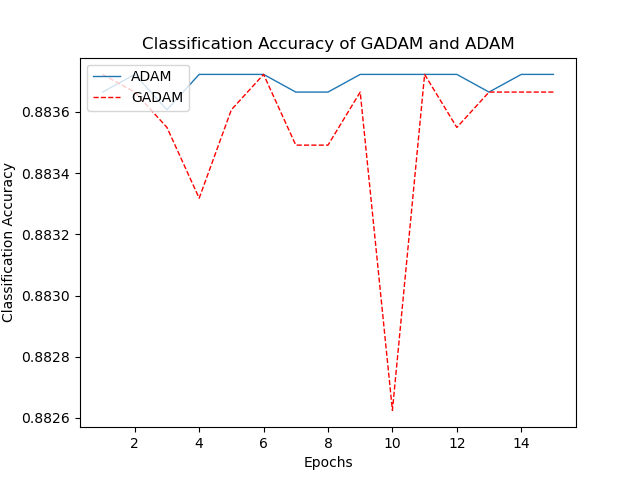 Classification Accuracy of GADAM and ADAM
ADAM
GADAM
0.8836
0.8834
0.8832
0.8830
0.8828
0.8826
Classification Accuracy
2 4 6 8 10 12 14
Epochs